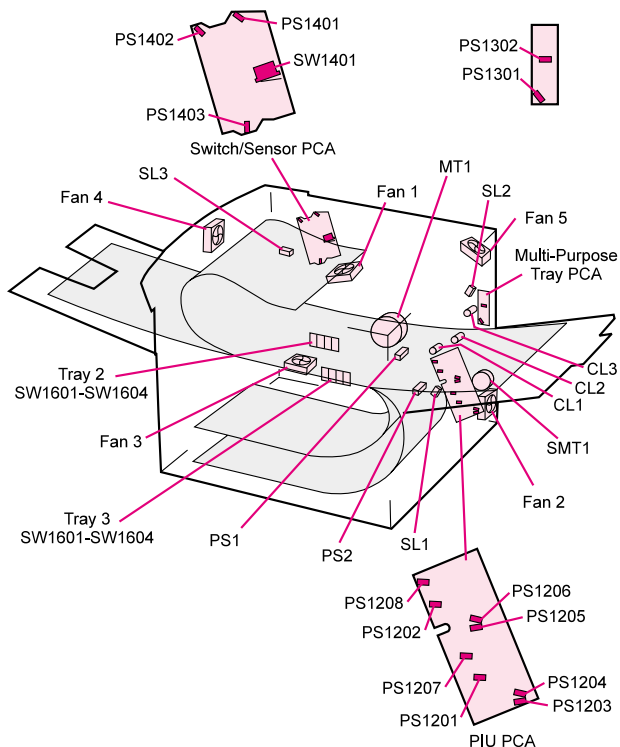 PS1401
PS1402
SW1401
PS1403
Switch/Sensor PCA
PS1302
PS1301
SL3
MT1
Fan 4
Fan 1
SL2
Fan 5
Multi-Purpose
Tray PCA
Tray 2
SW1601-SW1604
CL3
CL2
CL1
Fan 3
SMT1
Fan 2
Tray 3
SW1601-SW1604
PS1
PS2
SL1
PS1208
PS1206
PS1202
PS1205
PS1207
PS1204
PS1201
PS1203
PIU PCA